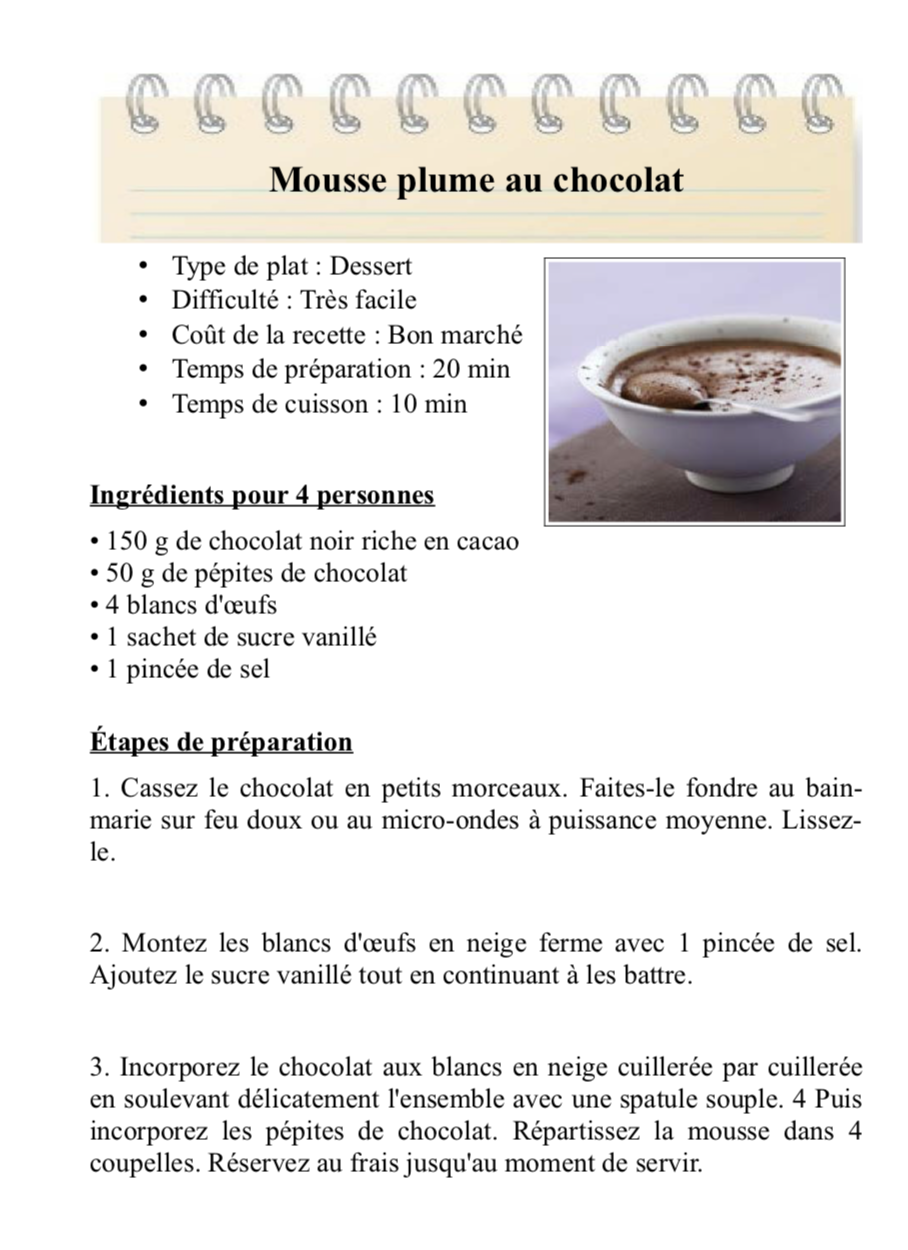 Mousse plume au chocolat
• Type de plat : Dessert
• Difficulté : Très facile
• Coût de la recette : Bon marché
• Temps de préparation : 20 min
• Temps de cuisson : 10 min
Ingrédients pour 4 personnes
• 150 g de chocolat noir riche en cacao
• 50 g de pépites de chocolat
• 4 blancs d'œufs
• 1 sachet de sucre vanillé
• 1 pincée de sel
Étapes de préparation
1. Cassez le chocolat en petits morceaux. Faites-le fondre au bain-
marie sur feu doux ou au micro-ondes à puissance moyenne. Lissez-
le.
2. Montez les blancs d'œufs en neige ferme avec 1 pincée de sel.
Ajoutez le sucre vanillé tout en continuant à les battre.
3. Incorporez le chocolat aux blancs en neige cuillerée par cuillerée
en soulevant délicatement l'ensemble avec une spatule souple. 4 Puis
incorporez les pépites de chocolat. Répartissez la mousse dans 4
coupelles. Réservez au frais jusqu'au moment de servir.